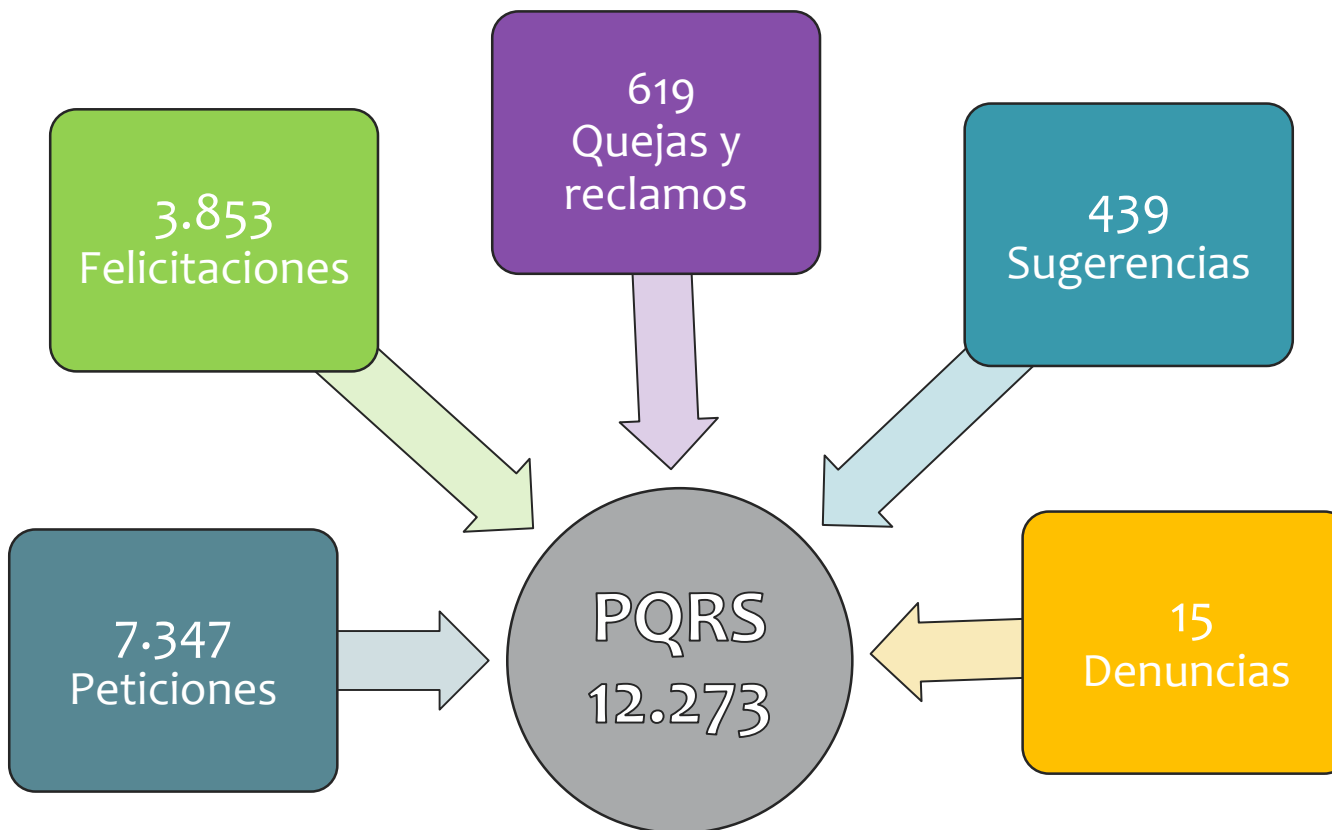 619
Quejas y
reclamos
3.853
Felicitaciones
439
Sugerencias
7.347
Peticiones
PQRS
12.273
15
Denuncias